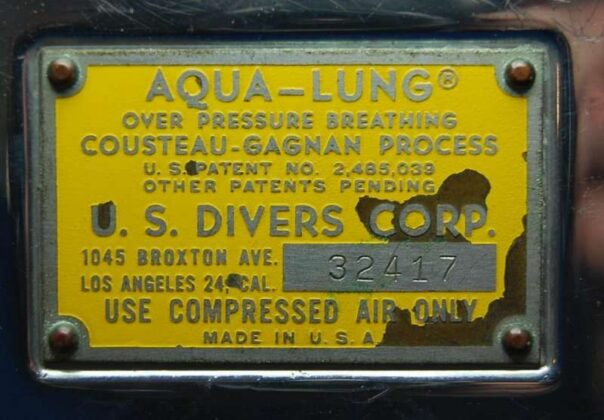 AQUA-LUNG®
OVER PRESSURE BREATHING
COUSTEAU-GAGNAN PROCESS
U.S. PATENT NO. 2,485,039
OTHER PATENTS PENDING
U. S. DIVERS CORP.
1045 BROXTON AVE.
LOS ANGELES 24, CAL.
32417
USE COMPRESSED AIR ONLY
MADE IN U. S. A.